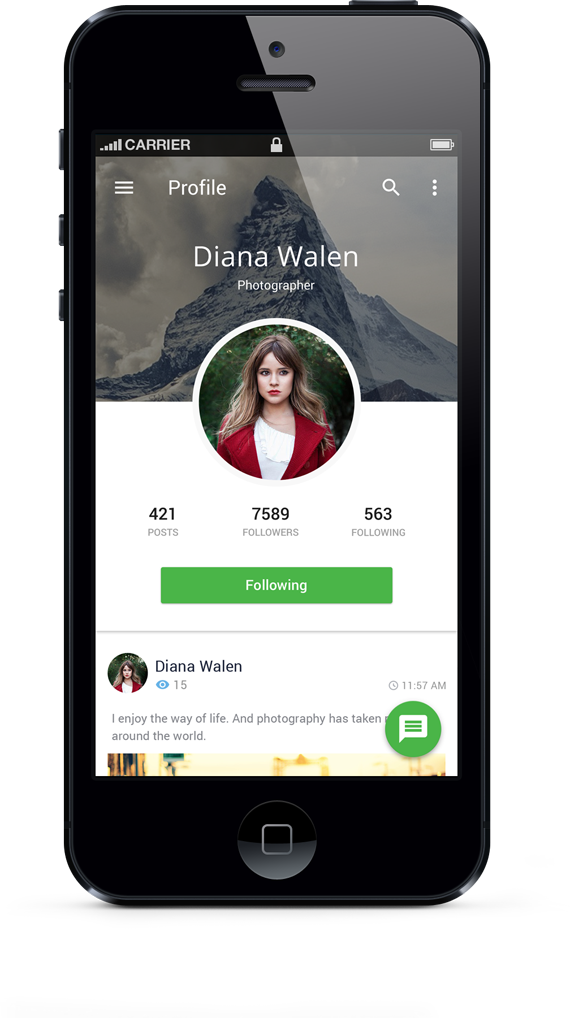 CARRIER
Profile
Diana Walen
Photographer
421 7589 563
POSTS FOLLOWERS FOLLOWING
Following
Diana Walen
15 11:57 AM
I enjoy the way of life. And photography has taken
around the world.